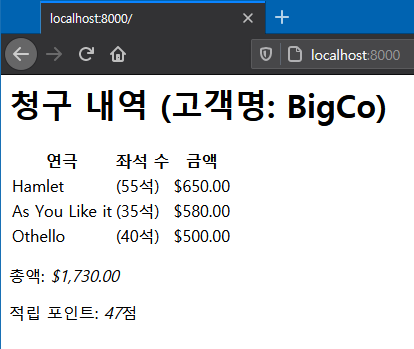 localhost:8000/
localhost:8000
청구 내역 (고객명: BigCo)
연극 좌석 수 금액
Hamlet (55석) $650.00
As You Like it (35석) $580.00
Othello (40석) $500.00
총액: $1,730.00
적립 포인트: 47점